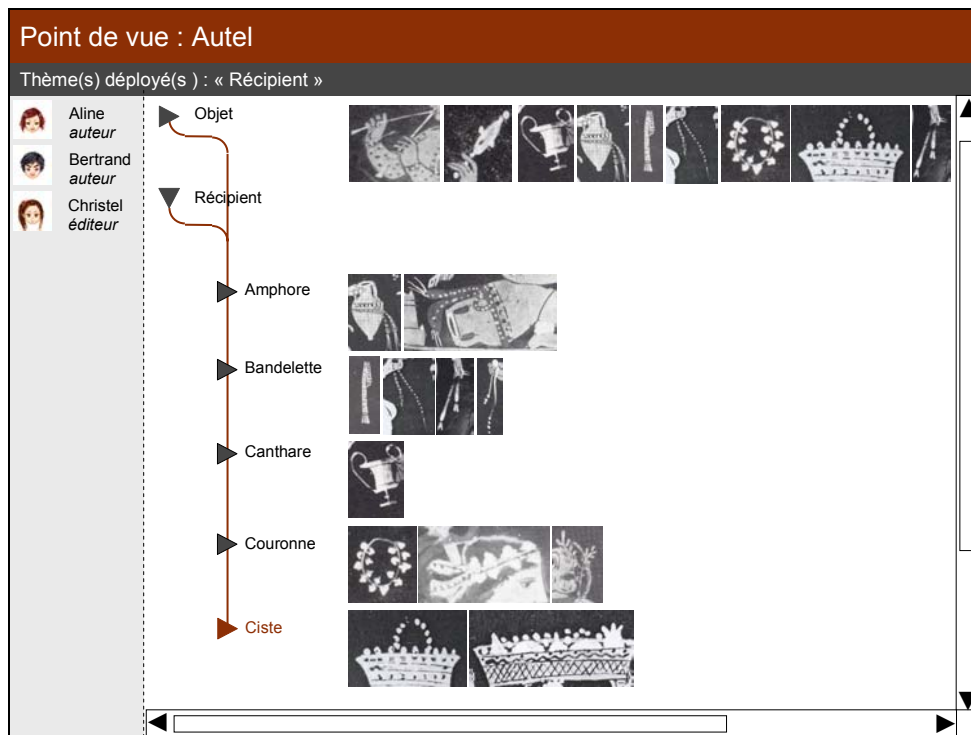 Point de vue : Autel
Thème(s) déployé(s ) : « Récipient »
Aline
auteur
Bertrand
auteur
Christel
éditeur
Objet
Récipient
Amphore
Bandelette
Canthare
Couronne
Ciste